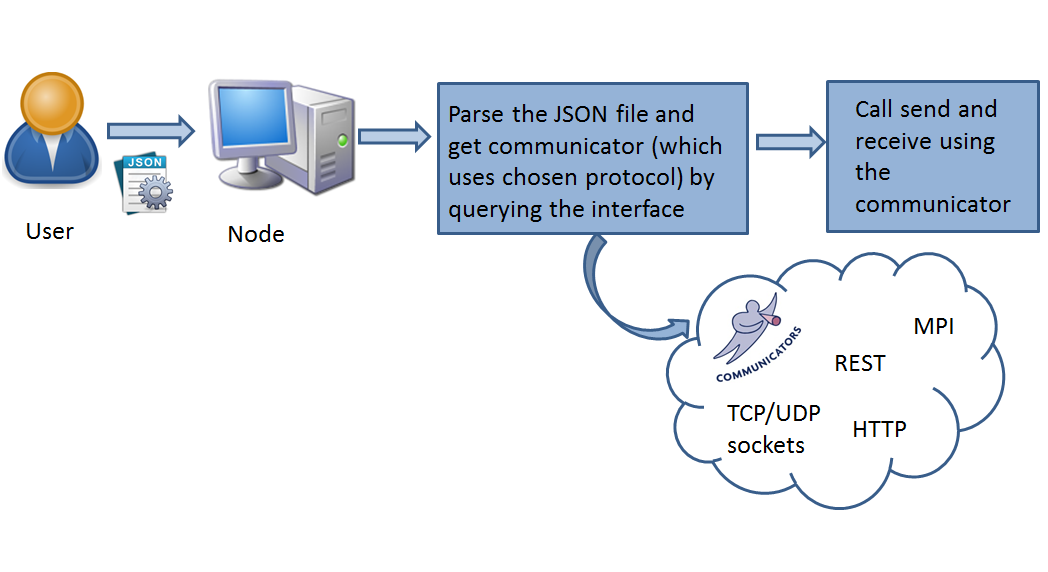 JSON
User
Node
Parse the JSON file and
get communicator (which
uses chosen protocol) by
querying the interface
Call send and
receive using
the
communicator
COMMUNICATORS
MPI
REST
TCP/UDP
sockets
HTTP